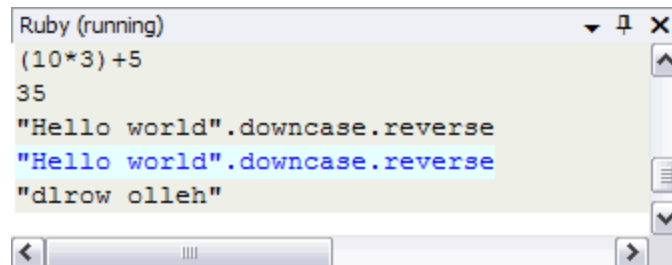 Ruby (running)
(10*3)+5
35
"Hello world".downcase.reverse
"Hello world".downcase.reverse
"dlrow olleh"